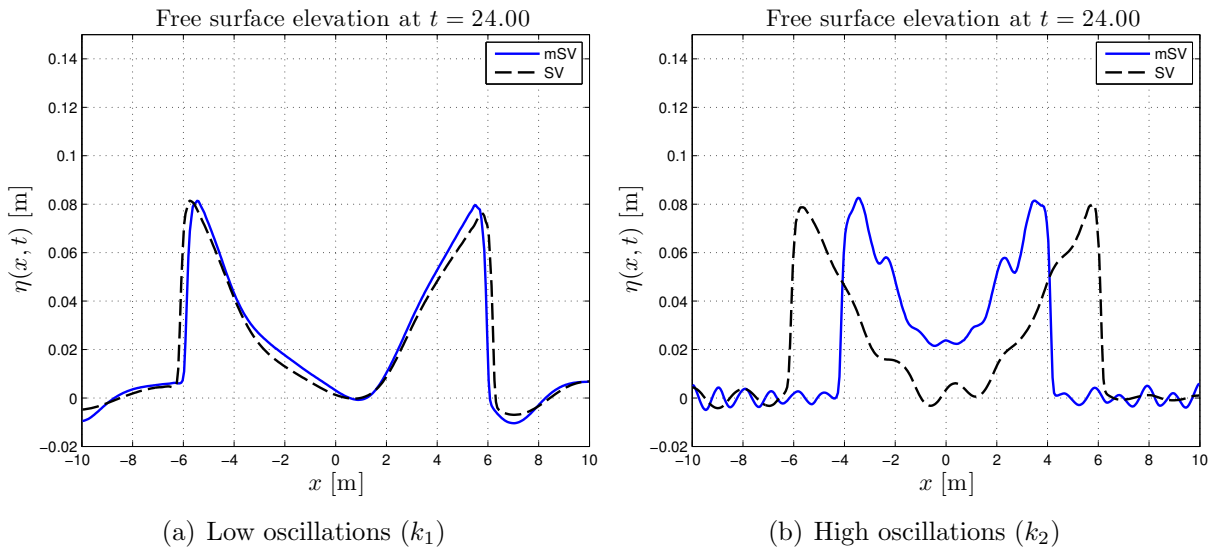 Free surface elevation at t = 24.00
mSV
SV
0.14
0.12
0.1
0.08
0.06
0.04
0.02
0
−0.02
η(x, t) [m]
−10 −8 −6 −4 −2 0 2 4 6 8 10
x [m]
(a) Low oscillations (k₁)
Free surface elevation at t = 24.00
mSV
SV
0.14
0.12
0.1
0.08
0.06
0.04
0.02
0
−0.02
η(x, t) [m]
−10 −8 −6 −4 −2 0 2 4 6 8 10
x [m]
(b) High oscillations (k₂)